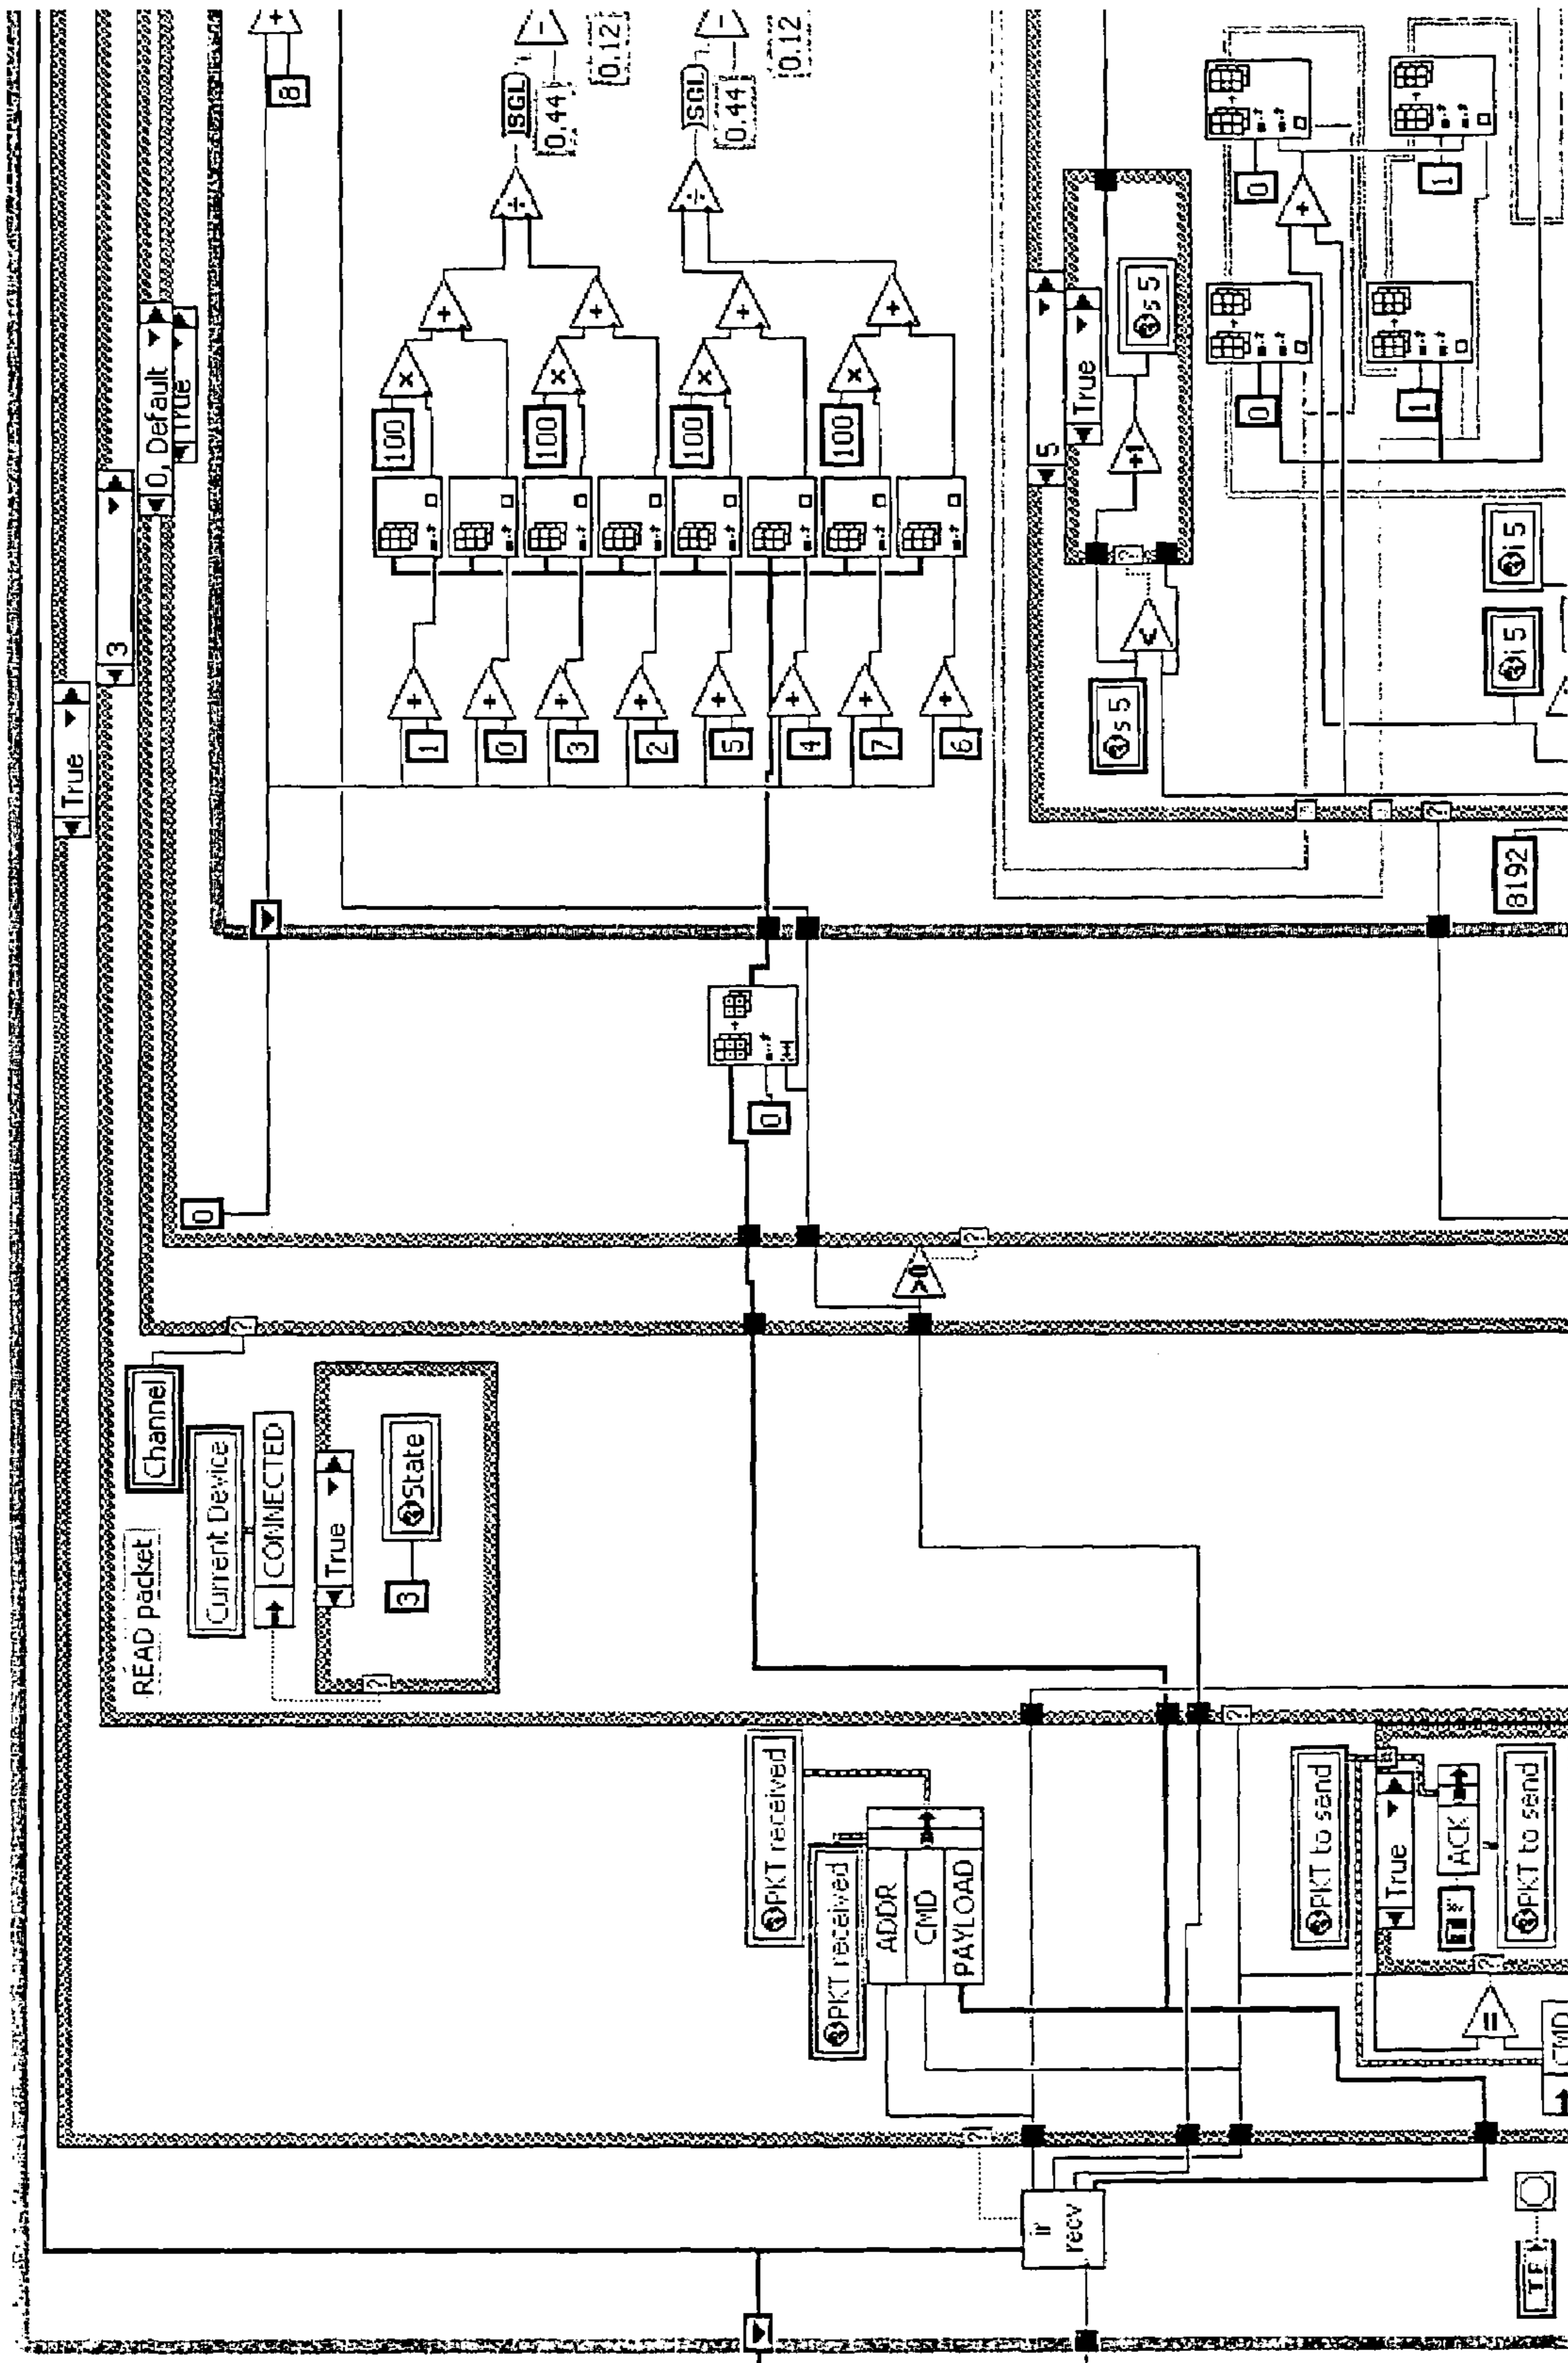 True
3
0, Default
True
8
SGL
0.44
0.12
SGL
0.44
0.12
100
100
100
100
1
0
3
2
5
4
7
6
0
0
READ packet
Channel
Current Device
CONNECTED
True
3
State
5
True
s 5
+1
s 5
<
0
1
0
1
i 5
i 5
8192
PKT received
PKT received
ADDR
CMD
PAYLOAD
PKT to send
True
ACK
PKT to send
CMD
ir
recv